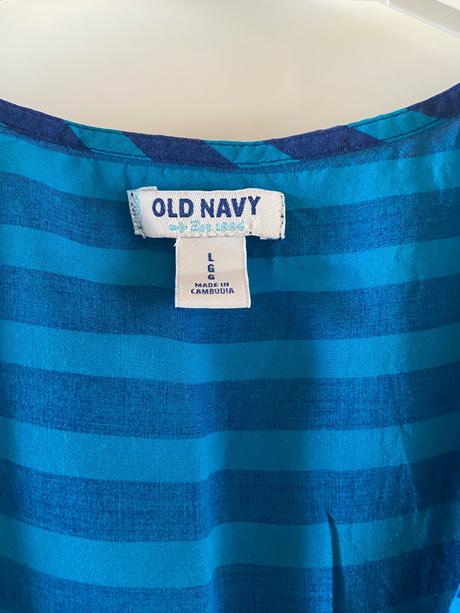 OLD NAVY
Est. 1994
L
G
G
MADE IN
CAMBODIA